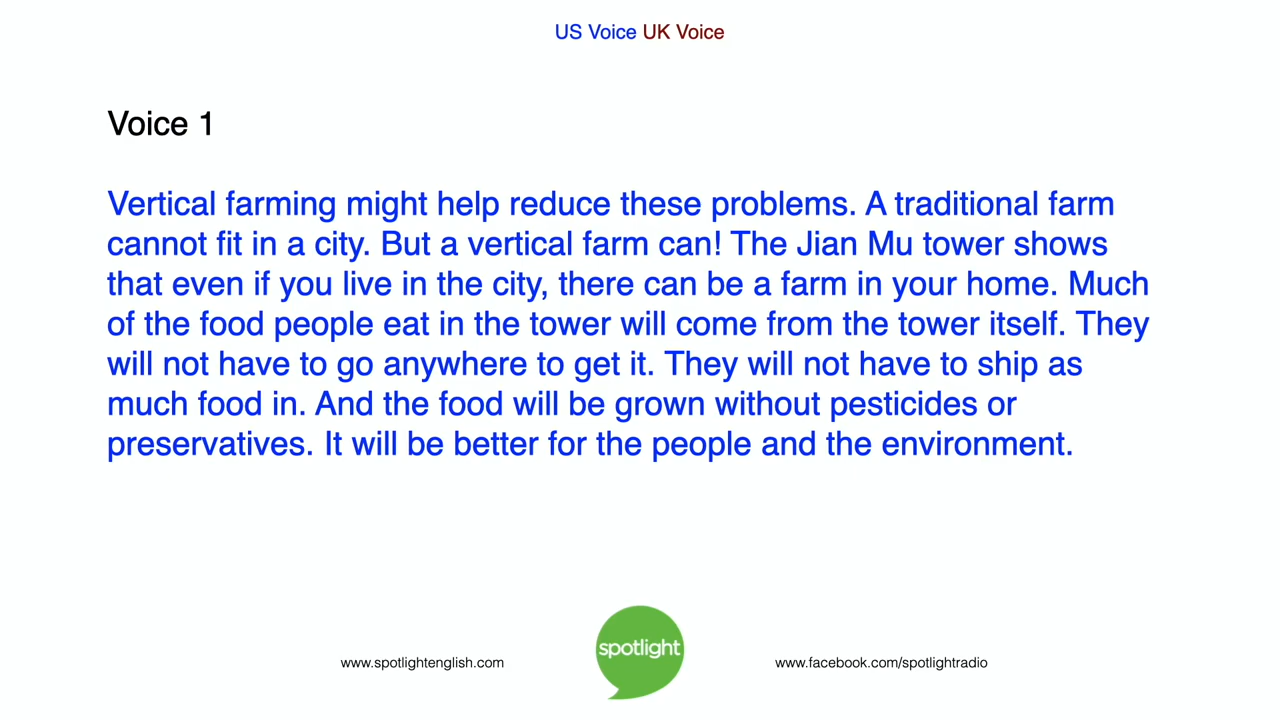 US Voice UK Voice
Voice 1
Vertical farming might help reduce these problems. A traditional farm
cannot fit in a city. But a vertical farm can! The Jian Mu tower shows
that even if you live in the city, there can be a farm in your home. Much
of the food people eat in the tower will come from the tower itself. They
will not have to go anywhere to get it. They will not have to ship as
much food in. And the food will be grown without pesticides or
preservatives. It will be better for the people and the environment.
spotlight
www.spotlightenglish.com
www.facebook.com/spotlightradio